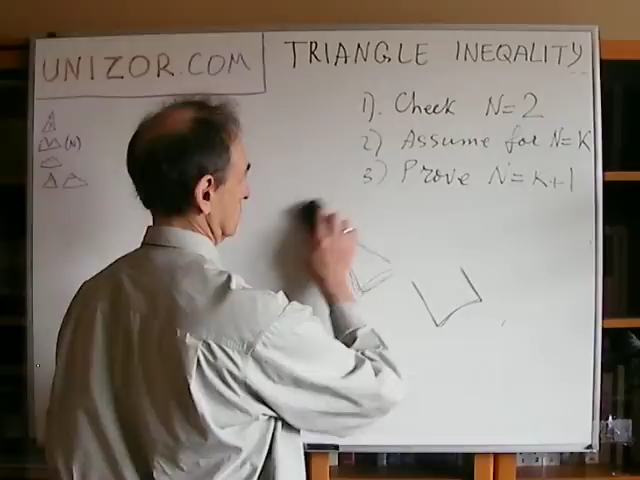 UNIZOR.COM
TRIANGLE INEQALITY
1). Check N=2
2) Assume for N=K
3) Prove N=K+1
(N)